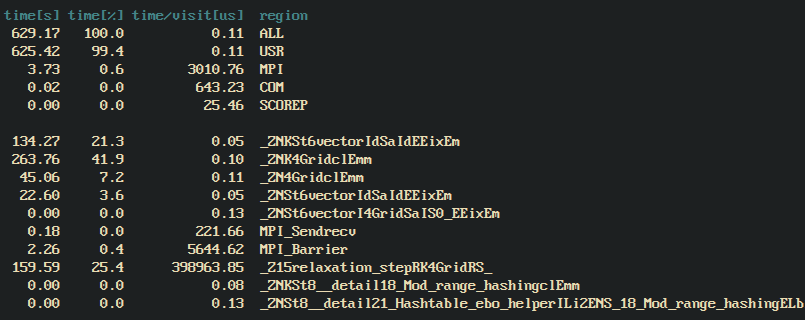 time[s] time[%] time/visit[us] region
629.17 100.0 0.11 ALL
625.42 99.4 0.11 USR
3.73 0.6 3010.76 MPI
0.02 0.0 643.23 COM
0.00 0.0 25.46 SCOREP
134.27 21.3 0.05 _ZNKSt6vectorIdSaIdEEixEm
263.76 41.9 0.10 _ZNK4GridclEmm
45.06 7.2 0.11 _ZN4GridclEmm
22.60 3.6 0.05 _ZNSt6vectorIdSaIdEEixEm
0.00 0.0 0.13 _ZNSt6vectorI4GridSaIS0_EEixEm
0.18 0.0 221.66 MPI_Sendrecv
2.26 0.4 5644.62 MPI_Barrier
159.59 25.4 398963.85 _Z15relaxation_stepRK4GridRS_
0.00 0.0 0.08 _ZNKSt8__detail18_Mod_range_hashingclEmm
0.00 0.0 0.13 _ZNSt8__detail21_Hashtable_ebo_helperILi2ENS_18_Mod_range_hashingELb